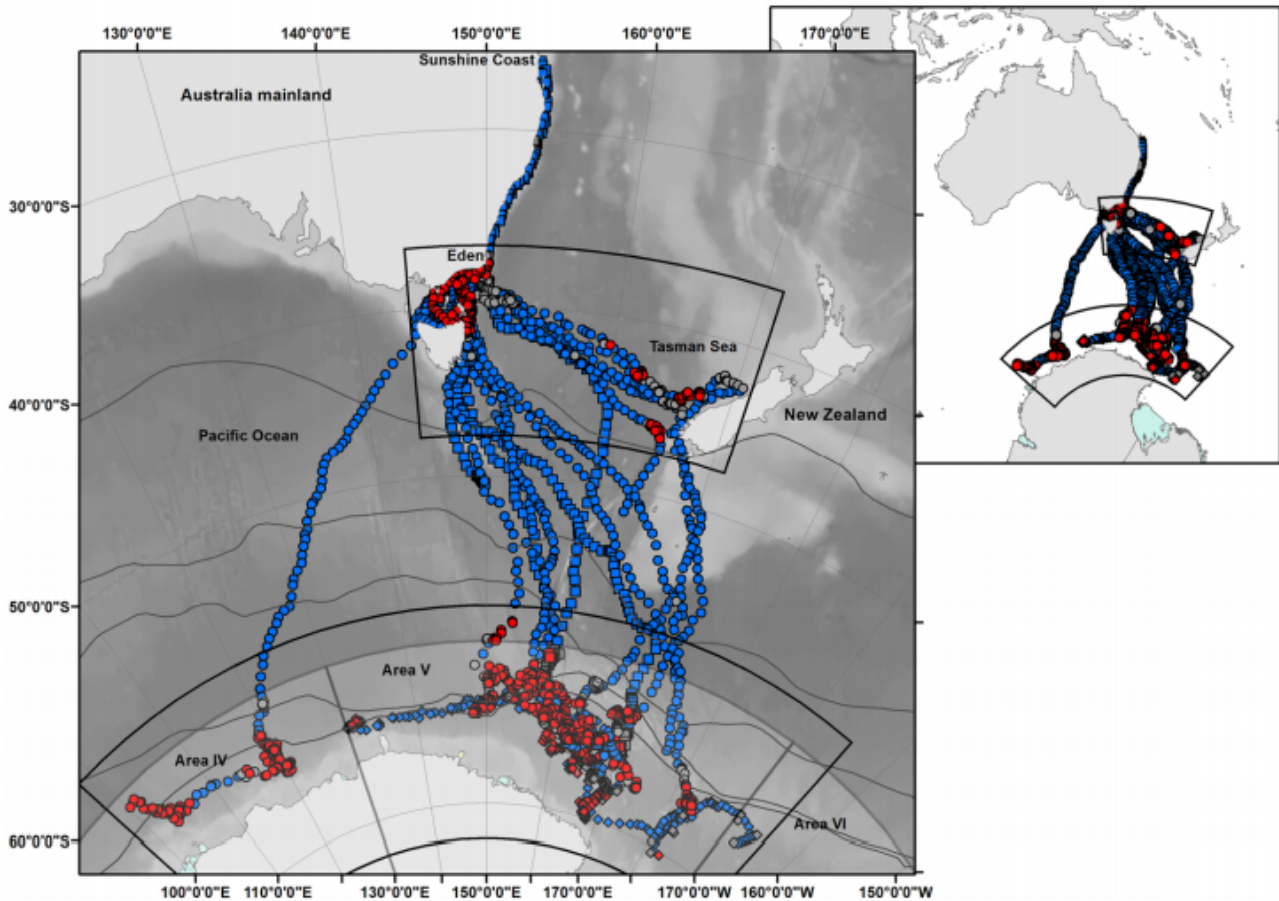 130°0'0"E 140°0'0"E 150°0'0"E 160°0'0"E 170°0'0"E
Sunshine Coast
Australia mainland
30°0'0"S
Eden
Tasman Sea
40°0'0"S
New Zealand
Pacific Ocean
50°0'0"S
Area V
Area IV
Area VI
60°0'0"S
100°0'0"E 110°0'0"E 130°0'0"E 150°0'0"E 170°0'0"E 170°0'0"W 160°0'0"W 150°0'0"W